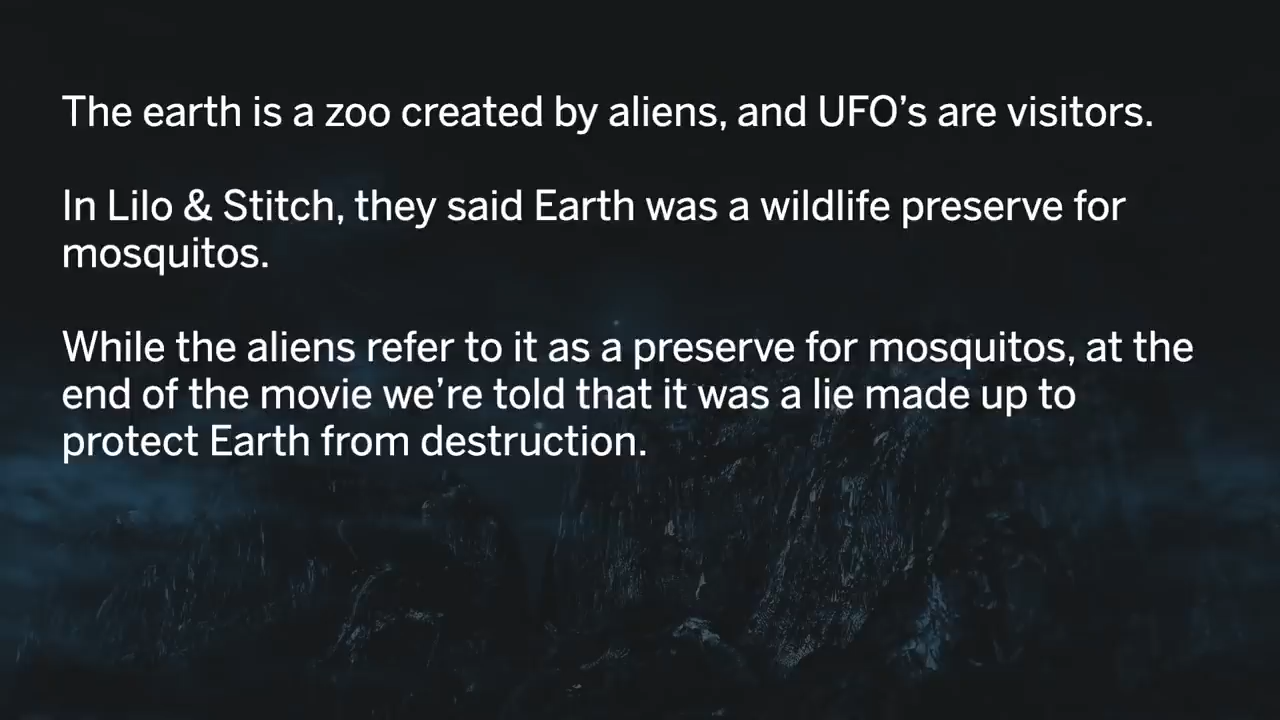 The earth is a zoo created by aliens, and UFO’s are visitors.
In Lilo & Stitch, they said Earth was a wildlife preserve for
mosquitos.
While the aliens refer to it as a preserve for mosquitos, at the
end of the movie we’re told that it was a lie made up to
protect Earth from destruction.